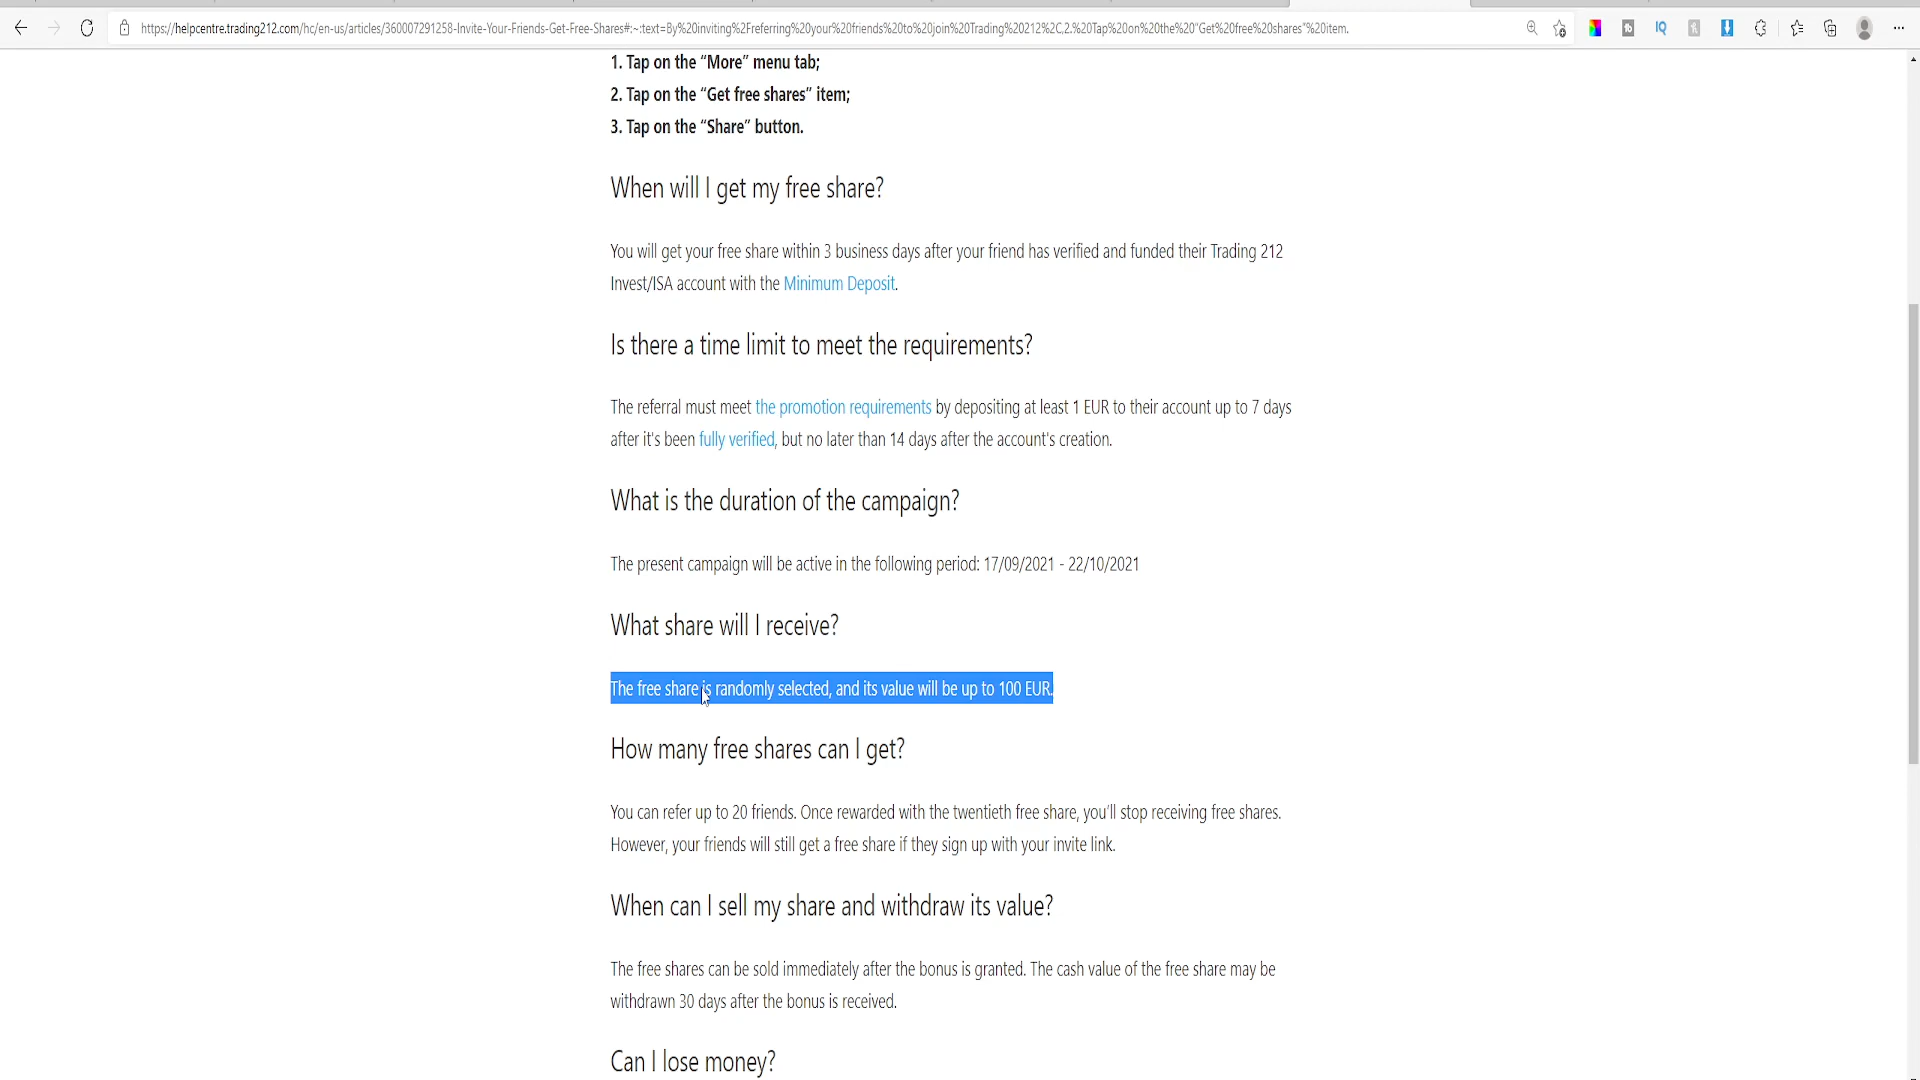 https://helpcentre.trading212.com/hc/en-us/articles/360007291258-Invite-Your-Friends-Get-Free-Shares#:~:text=By%20inviting%2Freferring%20your%20friends%20to%20join%20Trading%20212%2C,2.%20Tap%20on%20the%20"Get%20free%20shares"%20item.
1. Tap on the “More” menu tab;
2. Tap on the “Get free shares” item;
3. Tap on the “Share” button.
When will I get my free share?
You will get your free share within 3 business days after your friend has verified and funded their Trading 212
Invest/ISA account with the Minimum Deposit.
Is there a time limit to meet the requirements?
The referral must meet the promotion requirements by depositing at least 1 EUR to their account up to 7 days
after it's been fully verified, but no later than 14 days after the account's creation.
What is the duration of the campaign?
The present campaign will be active in the following period: 17/09/2021 - 22/10/2021
What share will I receive?
The free share is randomly selected, and its value will be up to 100 EUR.
How many free shares can I get?
You can refer up to 20 friends. Once rewarded with the twentieth free share, you’ll stop receiving free shares.
However, your friends will still get a free share if they sign up with your invite link.
When can I sell my share and withdraw its value?
The free shares can be sold immediately after the bonus is granted. The cash value of the free share may be
withdrawn 30 days after the bonus is received.
Can I lose money?